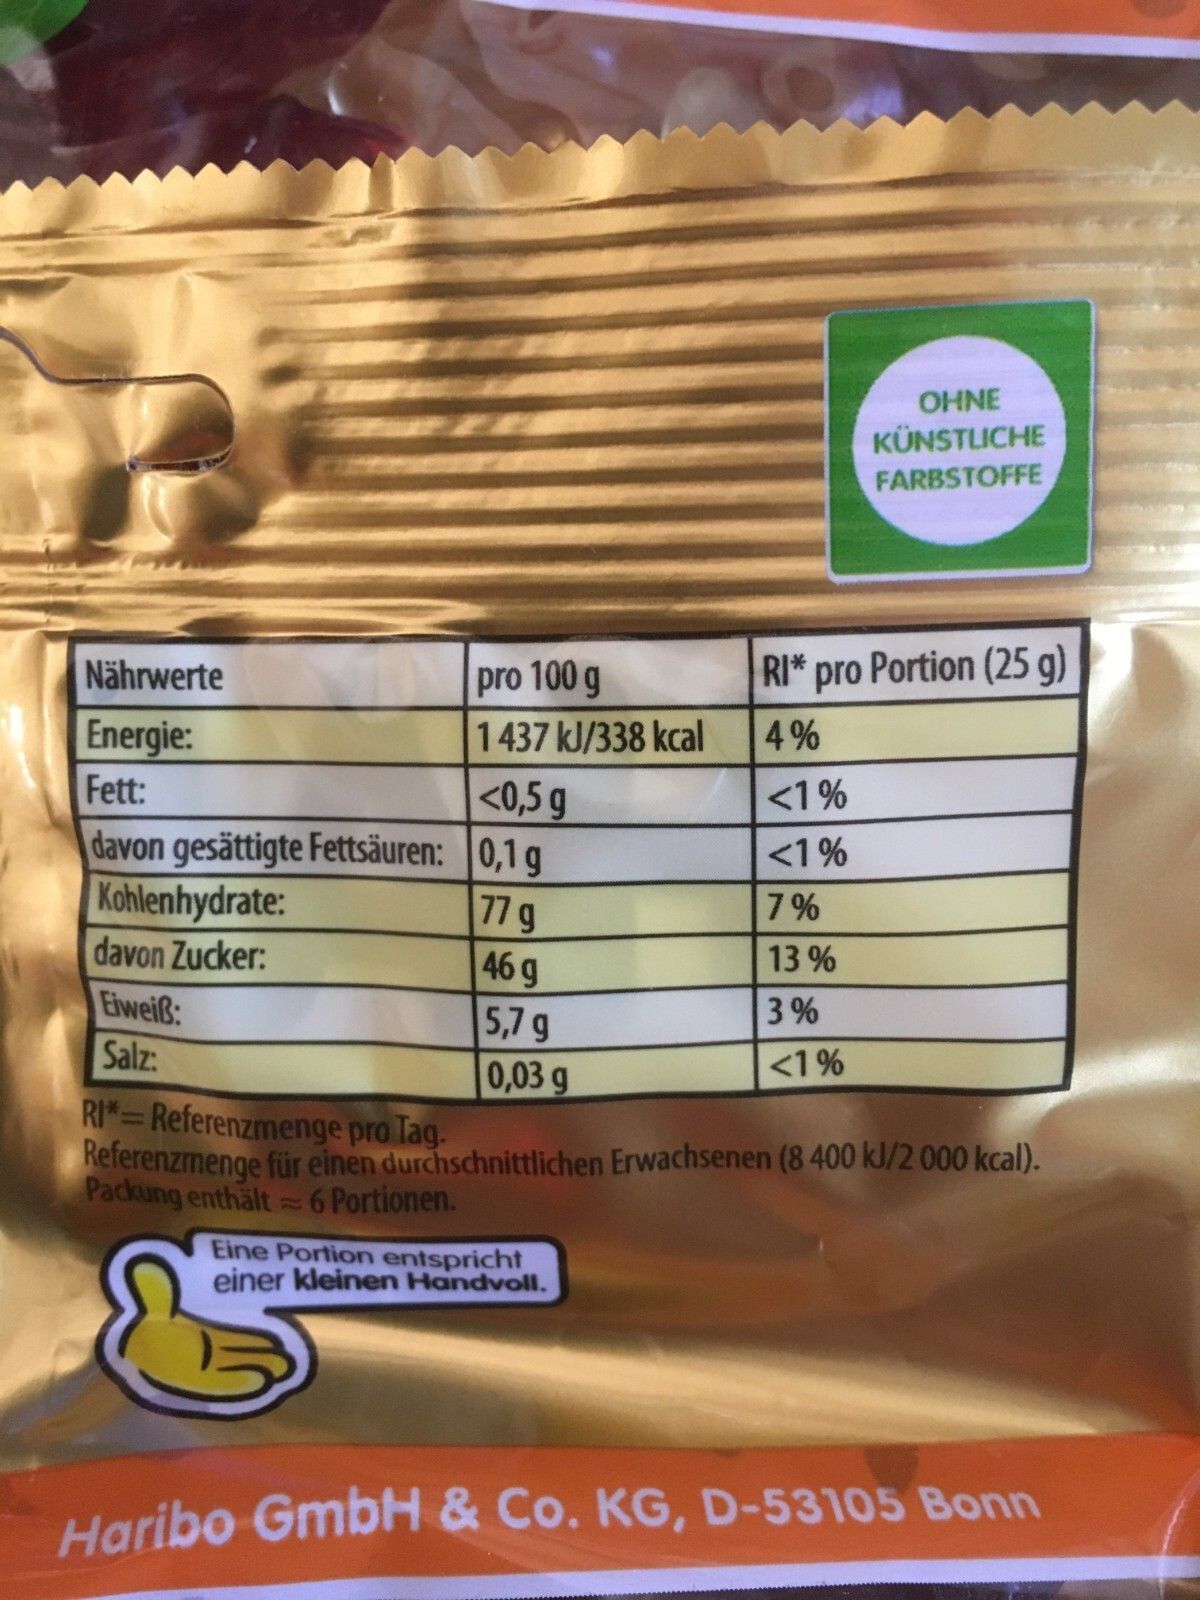 OHNE
KÜNSTLICHE
FARBSTOFFE
Nährwerte pro 100 g RI* pro Portion (25 g)
Energie: 1 437 kJ/338 kcal 4 %
Fett: <0,5 g <1 %
davon gesättigte Fettsäuren: 0,1 g <1 %
Kohlenhydrate: 77 g 7 %
davon Zucker: 46 g 13 %
Eiweiß: 5,7 g 3 %
Salz: 0,03 g <1 %
RI*= Referenzmenge pro Tag.
Referenzmenge für einen durchschnittlichen Erwachsenen (8 400 kJ/2 000 kcal).
Packung enthält ≈ 6 Portionen.
Eine Portion entspricht
einer kleinen Handvoll.
Haribo GmbH & Co. KG, D-53105 Bonn